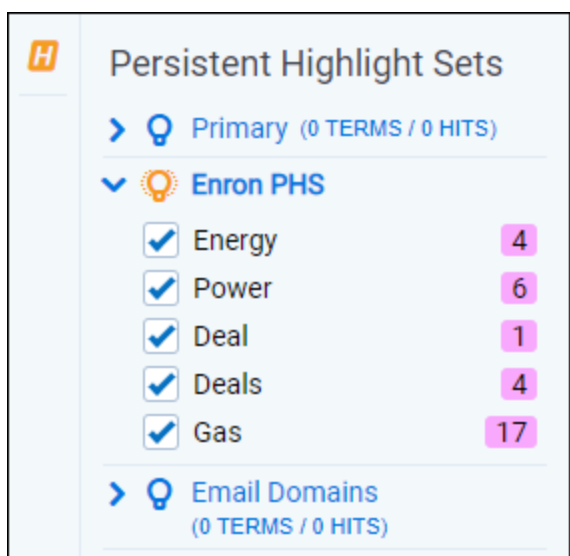 H
Persistent Highlight Sets
Primary (0 TERMS / 0 HITS)
Enron PHS
Energy 4
Power 6
Deal 1
Deals 4
Gas 17
Email Domains
(0 TERMS / 0 HITS)